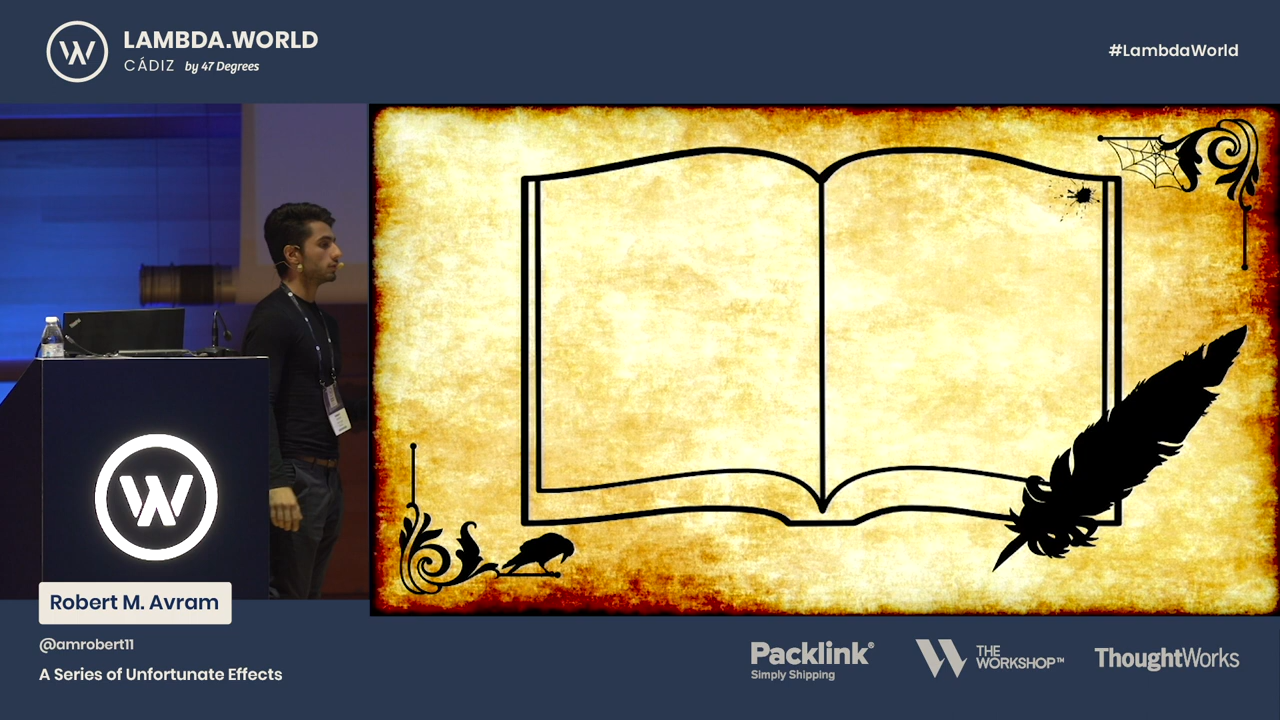 LAMBDA.WORLD
CÁDIZ by 47 Degrees
#LambdaWorld
Robert M. Avram
@amrobert11
A Series of Unfortunate Effects
Packlink®
Simply Shipping
THE
WORKSHOP™
ThoughtWorks